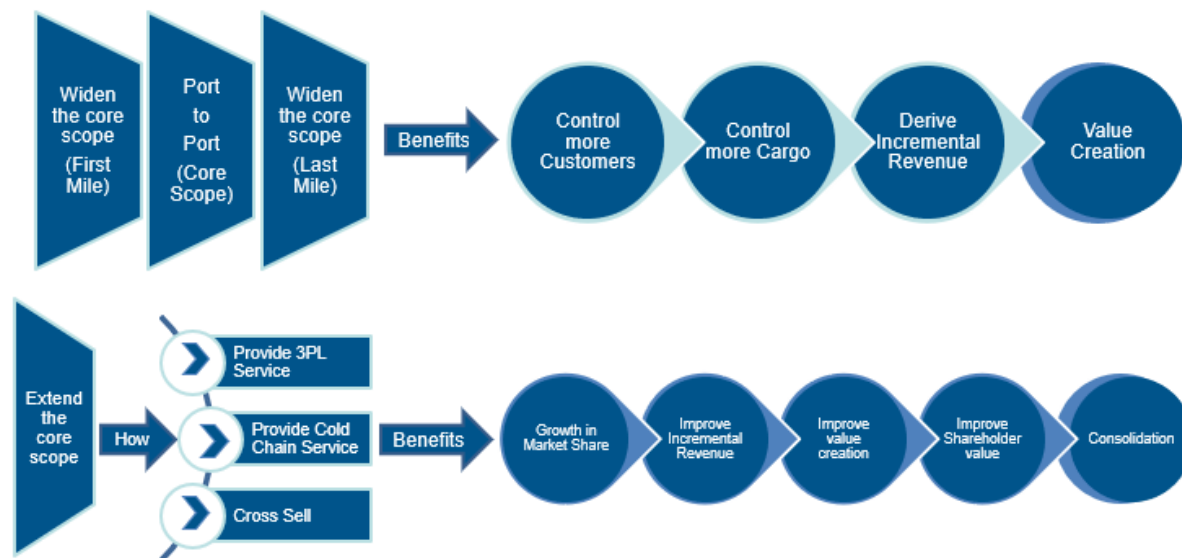 Widen
the core
scope
(First
Mile)
Port
to
Port
(Core
Scope)
Widen
the core
scope
(Last
Mile)
Benefits
Control
more
Customers
Control
more Cargo
Derive
Incremental
Revenue
Value
Creation
Extend
the
core
scope
How
Provide 3PL
Service
Provide Cold
Chain Service
Cross Sell
Benefits
Growth in
Market Share
Improve
Incremental
Revenue
Improve
value
creation
Improve
Shareholder
value
Consolidation